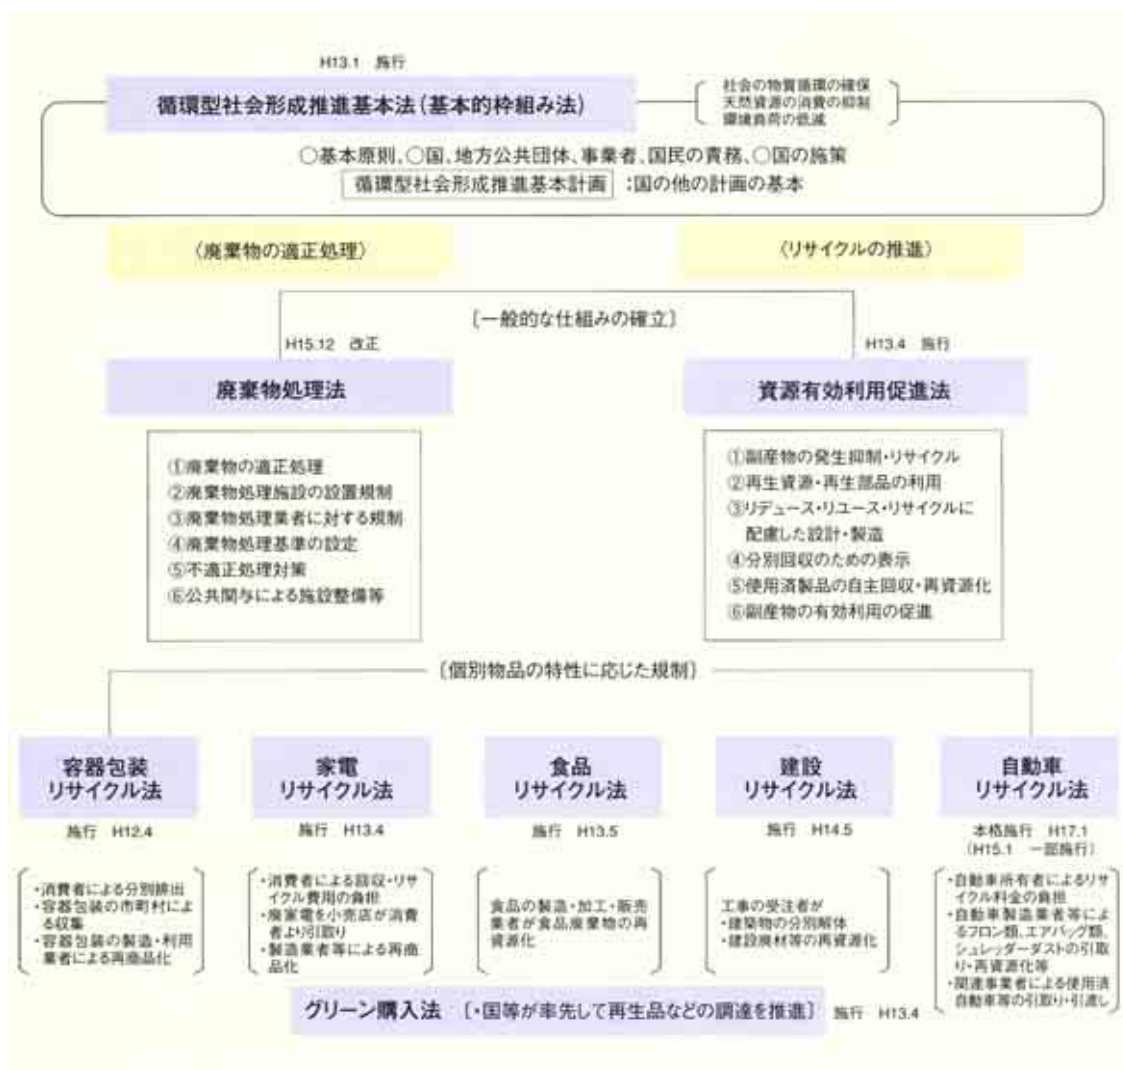 H13.1 施行
循環型社会形成推進基本法(基本的枠組み法)
社会の物質循環の確保
天然資源の消費の抑制
環境負荷の低減
○基本原則、○国、地方公共団体、事業者、国民の責務、○国の施策
循環型社会形成推進基本計画 :国の他の計画の基本
〈廃棄物の適正処理〉
〈リサイクルの推進〉
〔一般的な仕組みの確立〕
H15.12 改正
H13.4 施行
廃棄物処理法
資源有効利用促進法
①廃棄物の適正処理
②廃棄物処理施設の設置規制
③廃棄物処理業者に対する規制
④廃棄物処理基準の設定
⑤不適正処理対策
⑥公共関与による施設整備等
①副産物の発生抑制・リサイクル
②再生資源・再生部品の利用
③リデュース・リユース・リサイクルに
配慮した設計・製造
④分別回収のための表示
⑤使用済製品の自主回収・再資源化
⑥副産物の有効利用の促進
〔個別物品の特性に応じた規制〕
容器包装
リサイクル法
施行 H12.4
・消費者による分別排出
・容器包装の市町村によ
る収集
・容器包装の製造・利用
業者による再商品化
家電
リサイクル法
施行 H13.4
・消費者による回収・リサ
イクル費用の負担
・廃家電を小売店が消費
者より引取り
・製造業者等による再商
品化
食品
リサイクル法
施行 H13.5
食品の製造・加工・販売
業者が食品廃棄物の再
資源化
建設
リサイクル法
施行 H14.5
工事の受注者が
・建築物の分別解体
・建設廃材等の再資源化
自動車
リサイクル法
本格施行 H17.1
(H15.1 一部施行)
・自動車所有者によるリサ
イクル料金の負担
・自動車製造業者等によ
るフロン類、エアバッグ類、
シュレッダーダストの引取
り・再資源化等
・関連事業者による使用済
自動車等の引取り・引渡し
グリーン購入法 〔・国等が率先して再生品などの調達を推進〕 施行 H13.4